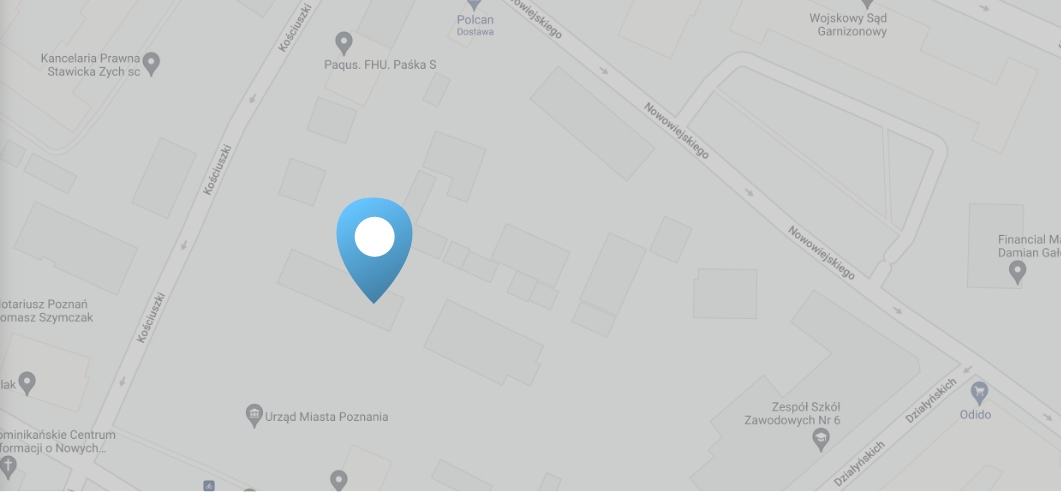 Kościuszki
Polcan
Dostawa
Nowowiejskiego
Wojskowy Sąd
Garnizonowy
Kancelaria Prawna
Stawicka Zych sc
Paqus. FHU. Paśka S
Nowowiejskiego
Kościuszki
Nowowiejskiego
Financial Ma
Damian Gał
Kościuszki
otariusz Poznań
omasz Szymczak
lak
Urząd Miasta Poznania
Zespół Szkół
Zawodowych Nr 6
Działyńskich
Odido
ominikańskie Centrum
formacji o Nowych...
Działyńskich